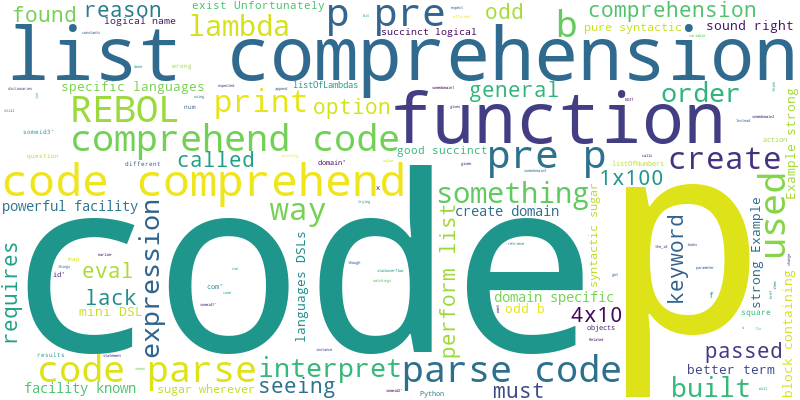 found
reason
logical name
exist Unfortunately
lambda
p pre
succinct logical
odd
b
comprehension
pure syntactic
sound right
list comprehension
specific languages
listOfLambdas
general
order
REBOL
print
option
function
Example strong
comprehend code
called
good succinct
pre p
create
code comprehend
something
1x100
listOfNumbers
used
powerful facility
way
create domain
syntactic sugar
keyword
strong Example
requires
eval
expression
languages DSLs
code
p
perform list
lack
mini DSL
domain specific
odd b
4x10
objects
square
block containing
code parse
interpret
parse code
passed
better term
facility known
sugar wherever
seeing
must
built
Python
question
different
domain'
action